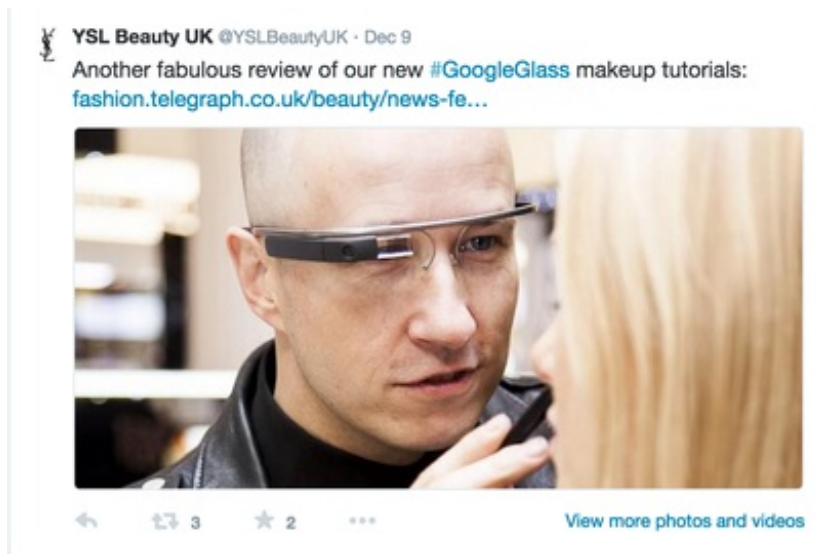 YSL Beauty UK @YSLBeautyUK · Dec 9
Another fabulous review of our new #GoogleGlass makeup tutorials:
fashion.telegraph.co.uk/beauty/news-fe...
3 2 View more photos and videos